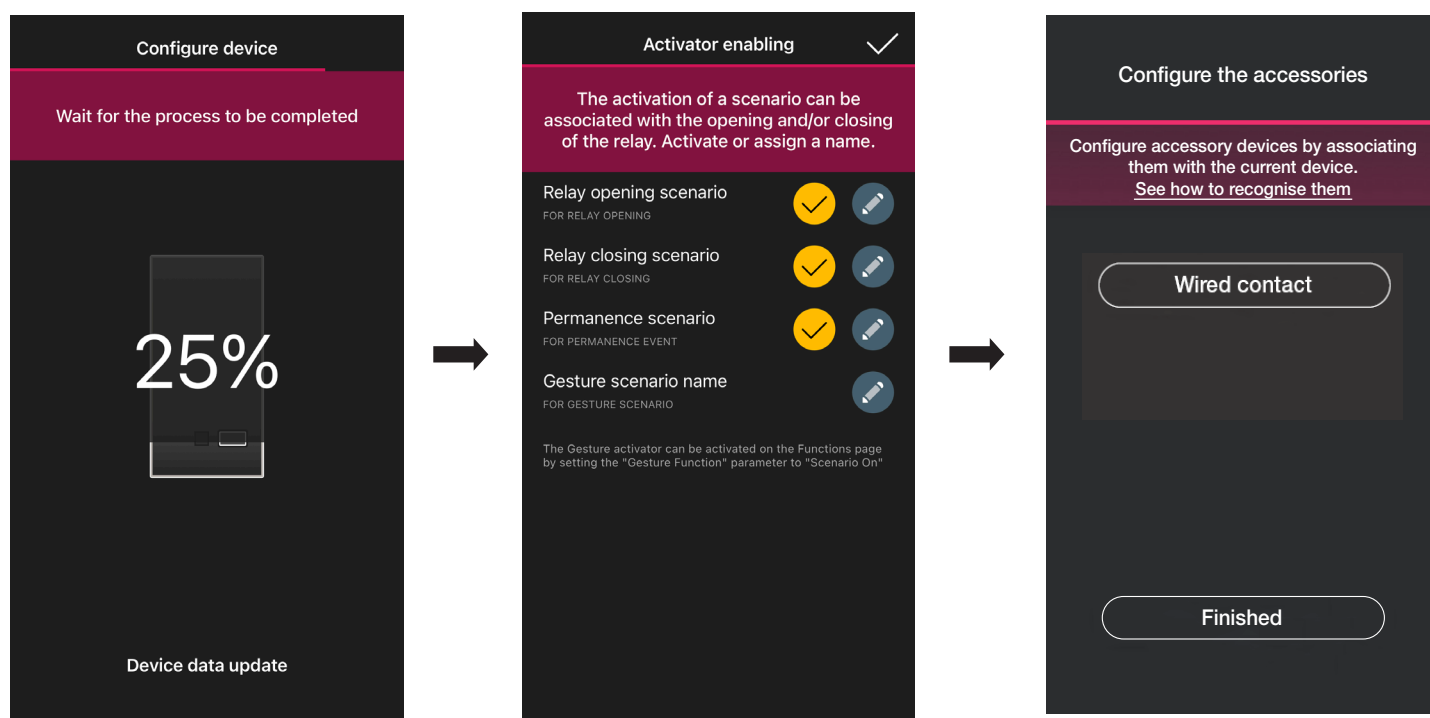 Configure device
Wait for the process to be completed
25%
Device data update
Activator enabling
The activation of a scenario can be
associated with the opening and/or closing
of the relay. Activate or assign a name.
Relay opening scenario
FOR RELAY OPENING
Relay closing scenario
FOR RELAY CLOSING
Permanence scenario
FOR PERMANENCE EVENT
Gesture scenario name
FOR GESTURE SCENARIO
The Gesture activator can be activated on the Functions page
by setting the "Gesture Function" parameter to "Scenario On"
Configure the accessories
Configure accessory devices by associating
them with the current device.
See how to recognise them
Wired contact
Finished